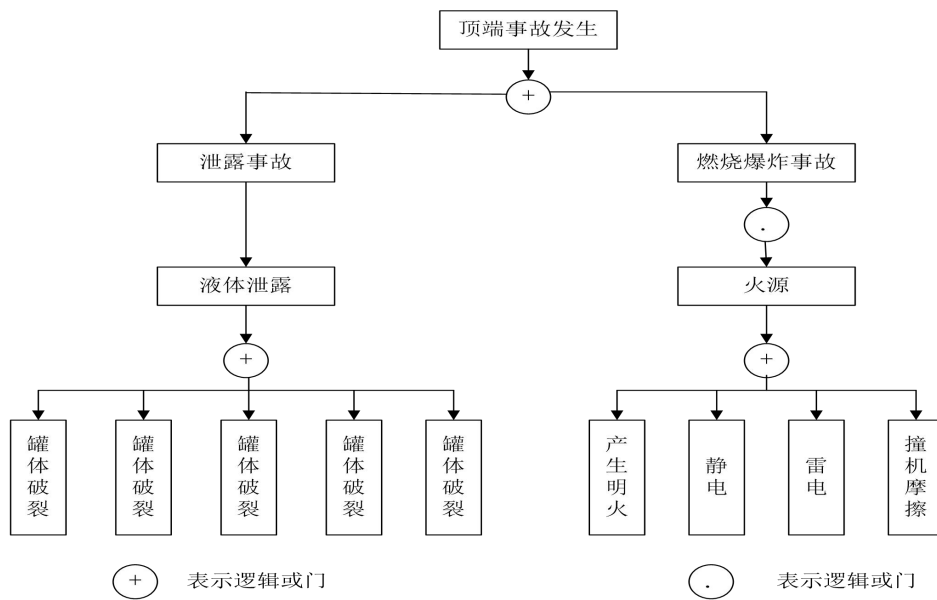 顶端事故发生
+
泄露事故
燃烧爆炸事故
.
液体泄露
火源
+
+
罐体破裂
罐体破裂
罐体破裂
罐体破裂
罐体破裂
产生明火
静电
雷电
撞机摩擦
+ 表示逻辑或门
. 表示逻辑或门